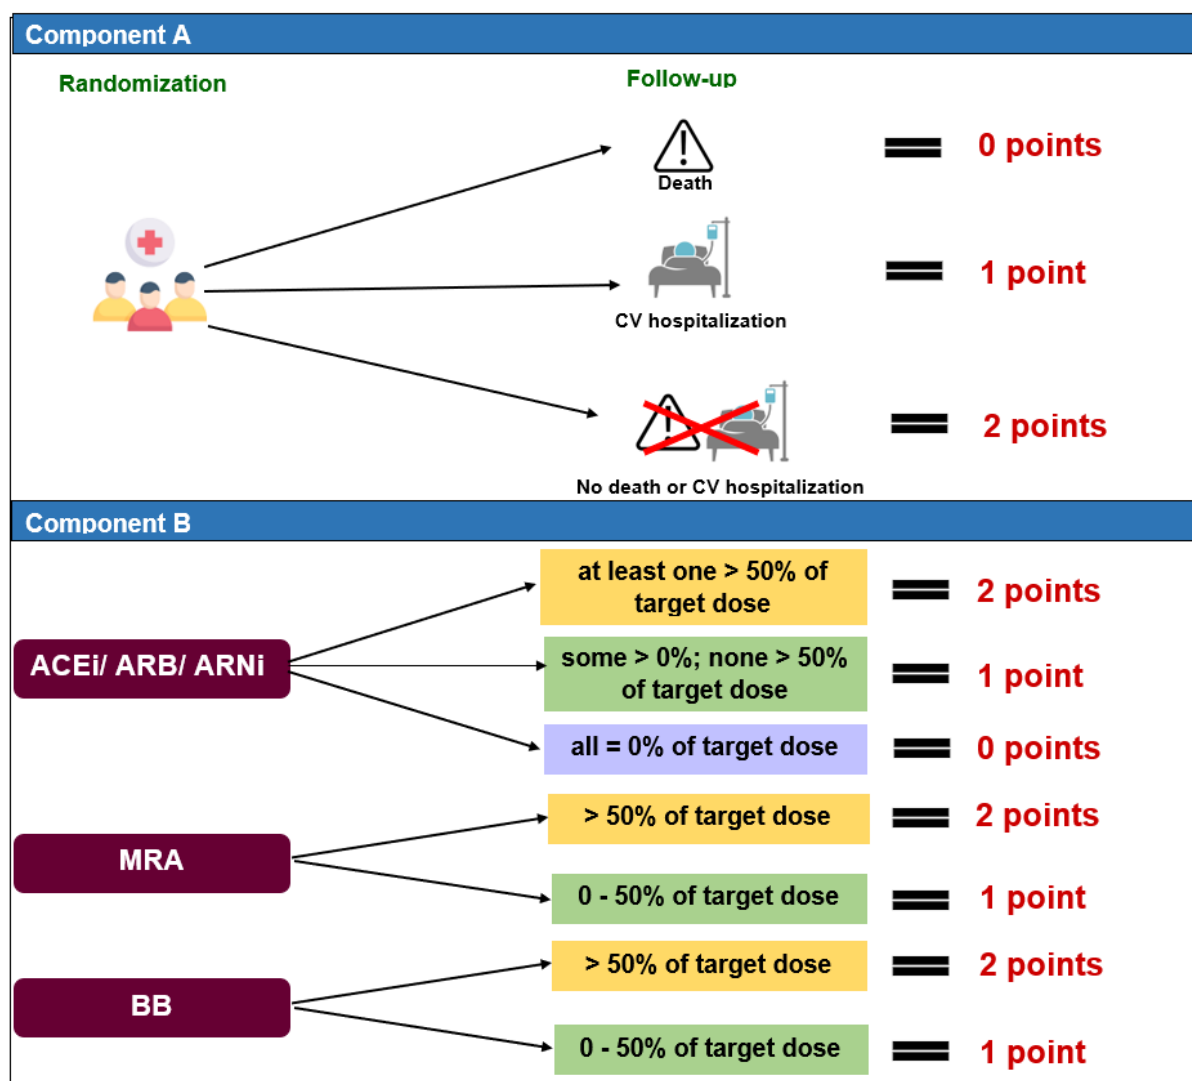 Component A
Randomization
Follow-up
Death
0 points
CV hospitalization
1 point
No death or CV hospitalization
2 points
Component B
ACEi/ ARB/ ARNi
at least one > 50% of
target dose
2 points
some > 0%; none > 50%
of target dose
1 point
all = 0% of target dose
0 points
MRA
> 50% of target dose
2 points
0 - 50% of target dose
1 point
BB
> 50% of target dose
2 points
0 - 50% of target dose
1 point